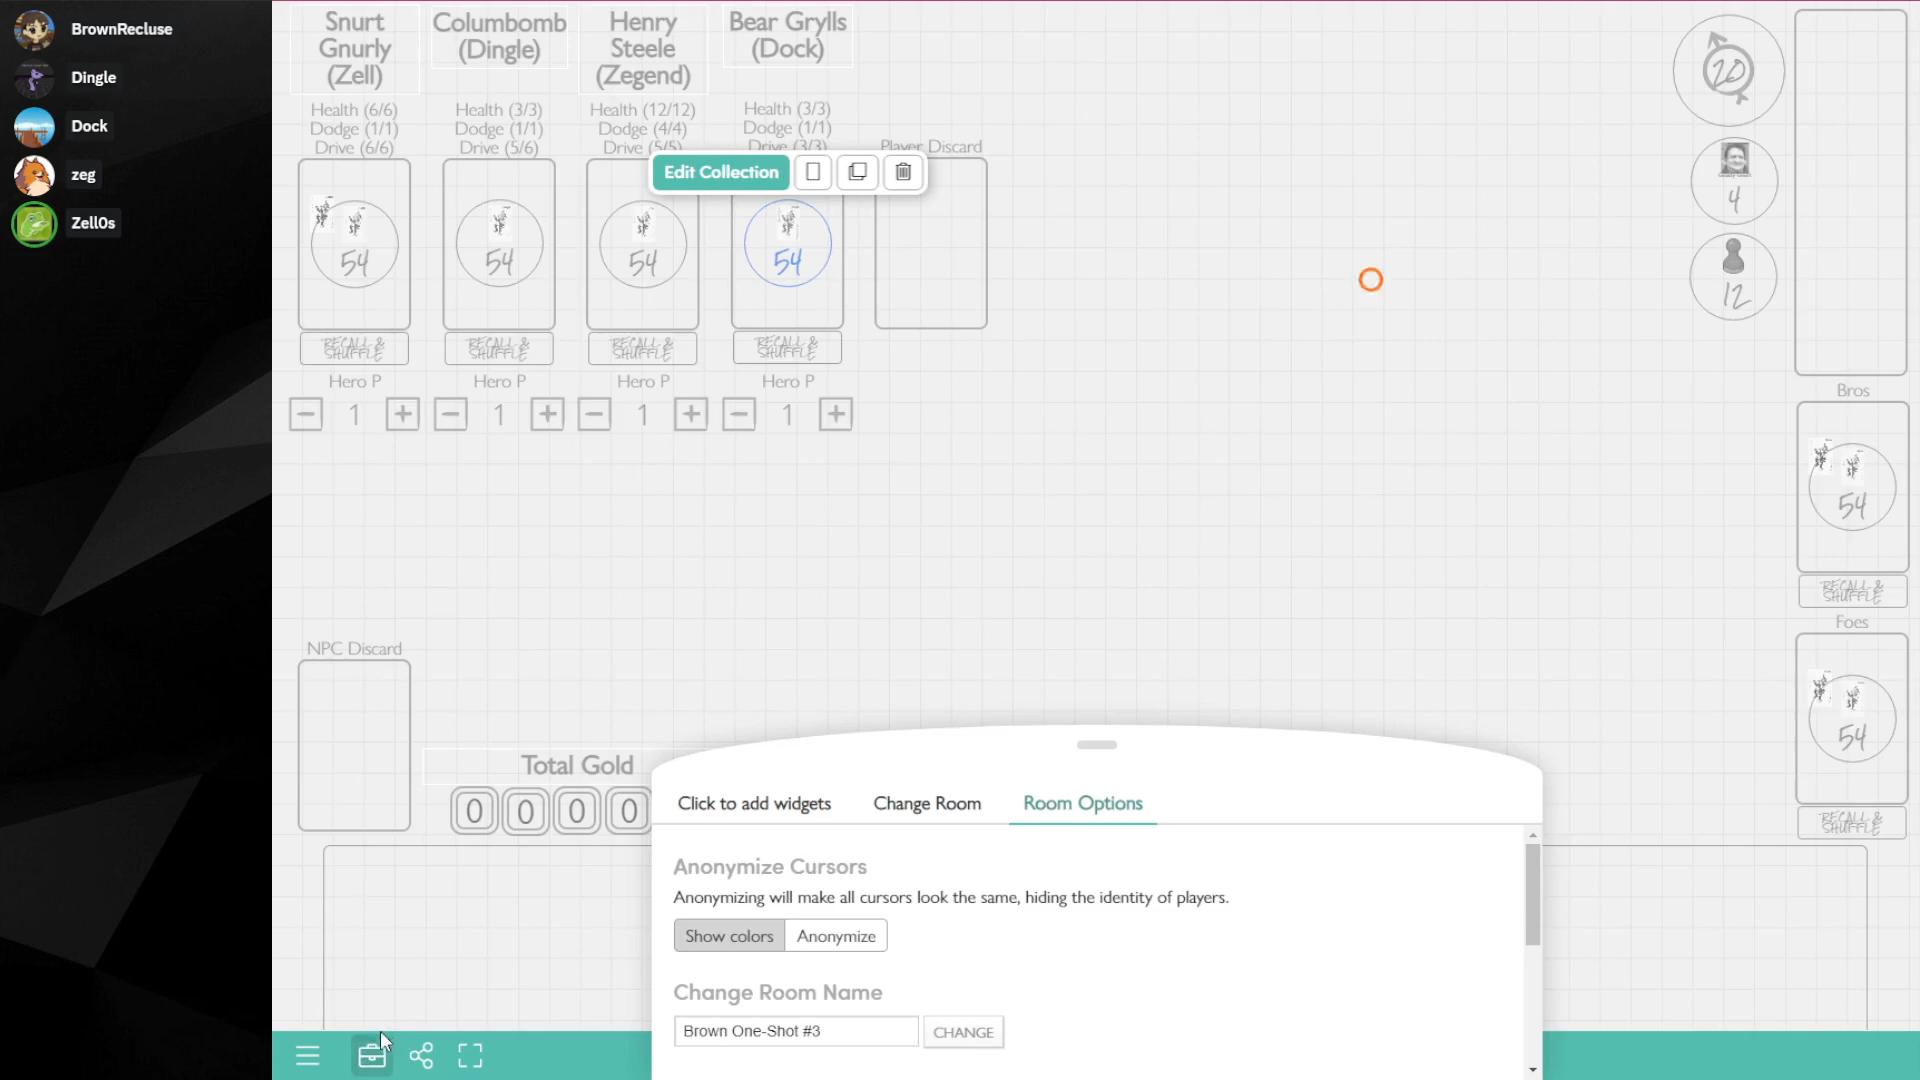 BrownRecluse
Dingle
Dock
zeg
Zell0s
Snurt
Gnurly
(Zell)
Health (6/6)
Dodge (1/1)
Drive (6/6)
54
RECALL &
SHUFFLE
Hero P
1
Columbomb
(Dingle)
Health (3/3)
Dodge (1/1)
Drive (5/6)
54
RECALL &
SHUFFLE
Hero P
1
Henry
Steele
(Zegend)
Health (12/12)
Dodge (4/4)
Drive (5/5)
54
RECALL &
SHUFFLE
Hero P
1
Bear Grylls
(Dock)
Health (3/3)
Dodge (1/1)
Drive (3/3)
54
RECALL &
SHUFFLE
Hero P
1
Edit Collection
Player Discard
20
4
12
Bros
54
RECALL &
SHUFFLE
Foes
54
RECALL &
SHUFFLE
NPC Discard
Total Gold
0 0 0 0
Click to add widgets Change Room Room Options
Anonymize Cursors
Anonymizing will make all cursors look the same, hiding the identity of players.
Show colors Anonymize
Change Room Name
Brown One-Shot #3 CHANGE